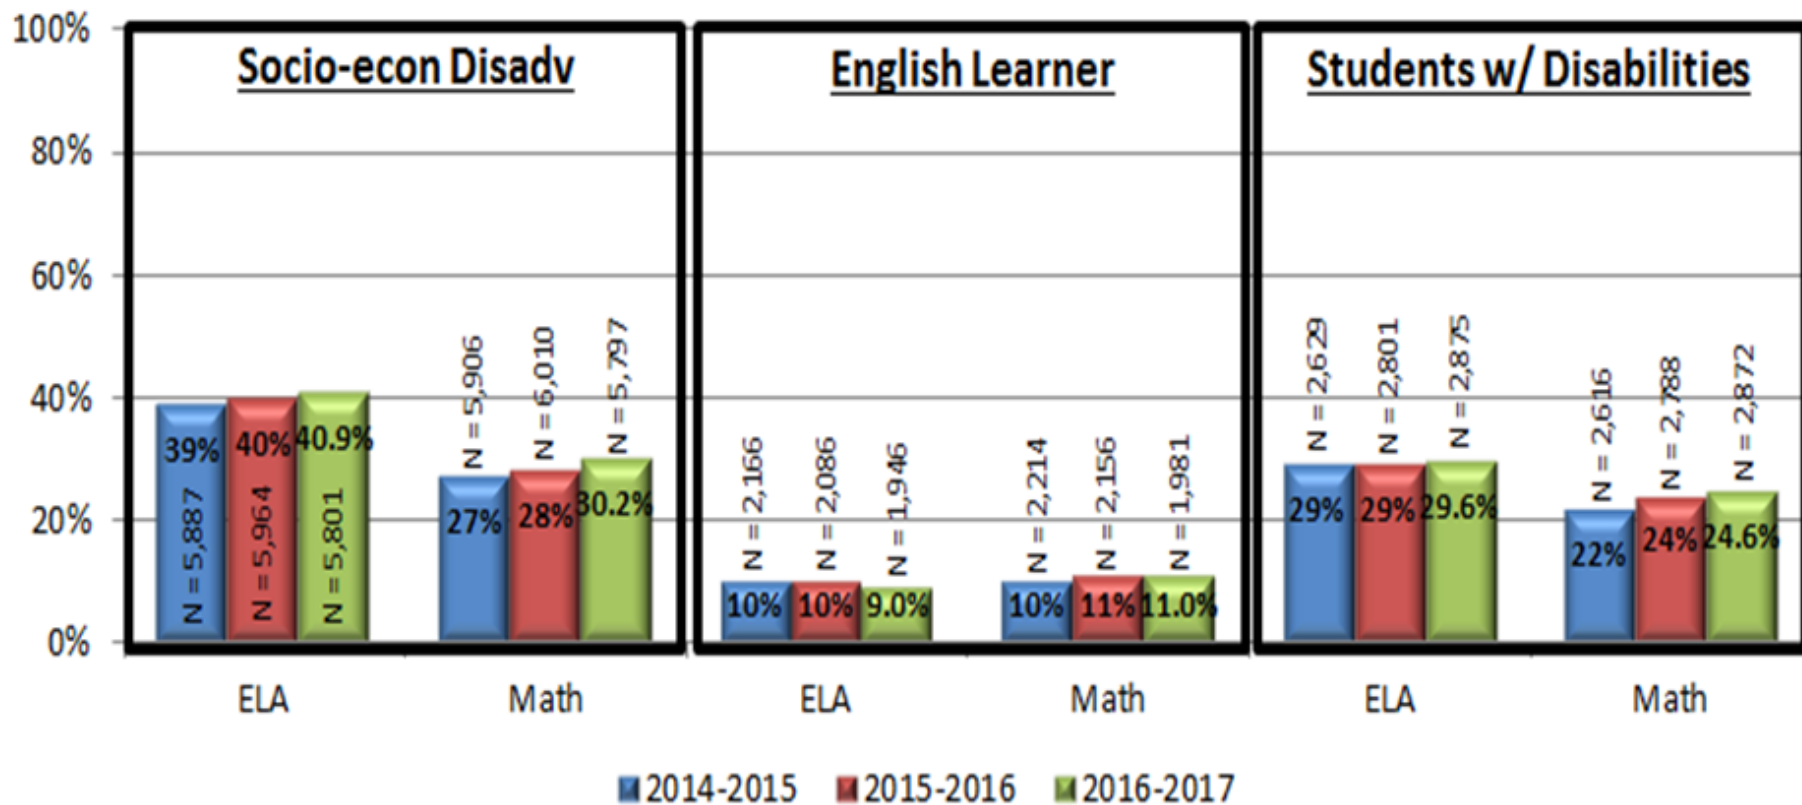 100%
80%
60%
40%
20%
0%
Socio-econ Disadv
39%
N = 5,887
40%
N = 5,964
40.9%
N = 5,801
N = 5,906
27%
N = 6,010
28%
N = 5,797
30.2%
ELA
Math
English Learner
N = 2,166
10%
N = 2,086
10%
N = 1,946
9.0%
N = 2,214
10%
N = 2,156
11%
N = 1,981
11.0%
ELA
Math
Students w/ Disabilities
N = 2,629
29%
N = 2,801
29%
N = 2,875
29.6%
N = 2,616
22%
N = 2,788
24%
N = 2,872
24.6%
ELA
Math
2014-2015
2015-2016
2016-2017